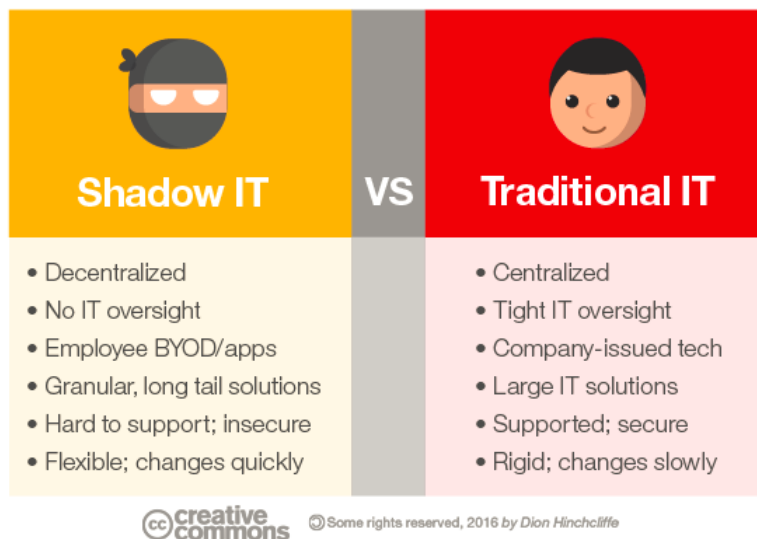 Shadow IT
VS
Traditional IT
• Decentralized
• No IT oversight
• Employee BYOD/apps
• Granular, long tail solutions
• Hard to support; insecure
• Flexible; changes quickly
• Centralized
• Tight IT oversight
• Company-issued tech
• Large IT solutions
• Supported; secure
• Rigid; changes slowly
cc creative
commons
Some rights reserved, 2016 by Dion Hinchcliffe